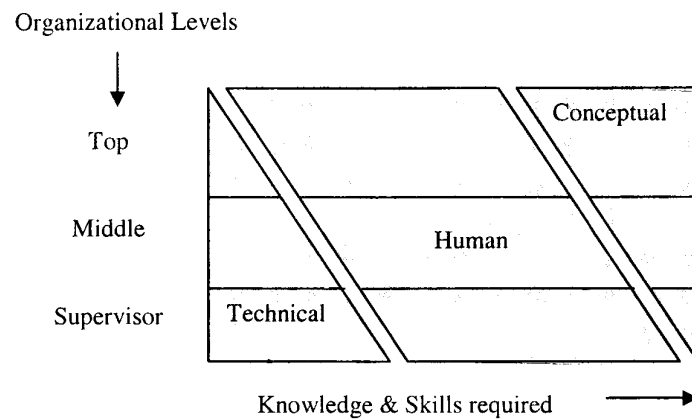 Organizational Levels
Conceptual
Top
Middle
Human
Supervisor
Technical
Knowledge & Skills required